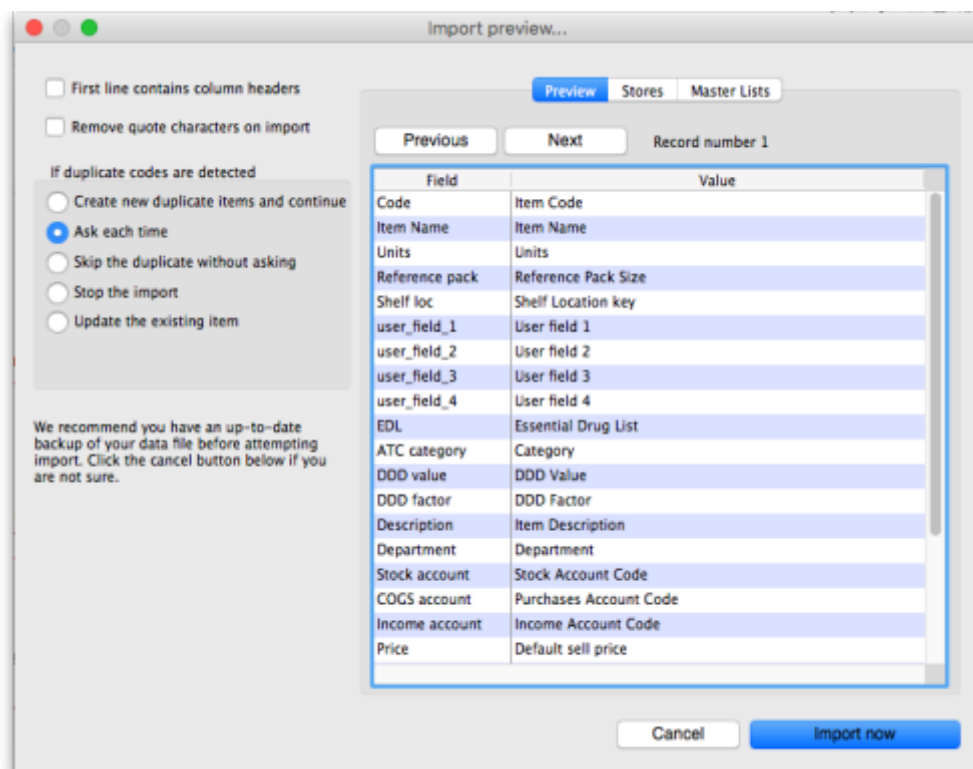 Import preview...
First line contains column headers
Remove quote characters on import
If duplicate codes are detected
Create new duplicate items and continue
Ask each time
Skip the duplicate without asking
Stop the import
Update the existing item
We recommend you have an up-to-date
backup of your data file before attempting
import. Click the cancel button below if you
are not sure.
Preview Stores Master Lists
Previous Next Record number 1
Field Value
Code Item Code
Item Name Item Name
Units Units
Reference pack Reference Pack Size
Shelf loc Shelf Location key
user_field_1 User field 1
user_field_2 User field 2
user_field_3 User field 3
user_field_4 User field 4
EDL Essential Drug List
ATC category Category
DDD value DDD Value
DDD factor DDD Factor
Description Item Description
Department Department
Stock account Stock Account Code
COGS account Purchases Account Code
Income account Income Account Code
Price Default sell price
Cancel Import now